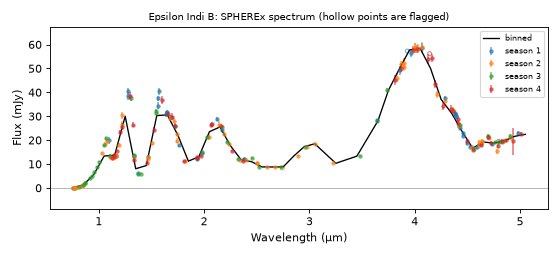 Epsilon Indi B: SPHEREx spectrum (hollow points are flagged)
Flux (mJy)
60
50
40
30
20
10
0
binned
season 1
season 2
season 3
season 4
1
2
3
4
5
Wavelength (μm)